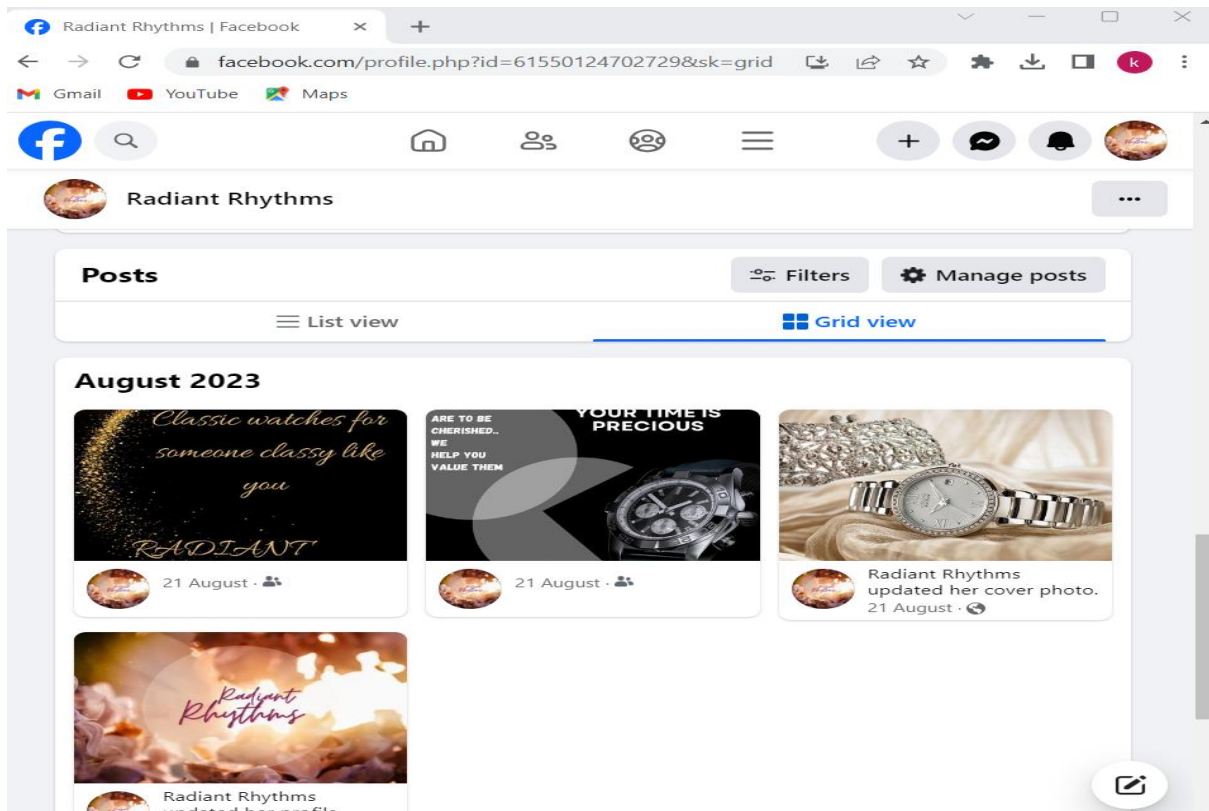 Radiant Rhythms | Facebook
facebook.com/profile.php?id=61550124702729&sk=grid
k
Gmail YouTube Maps
Radiant Rhythms
Posts
Filters
Manage posts
List view
Grid view
August 2023
Classic watches for
someone classy like
you
RADIANT
21 August ·
ARE TO BE
CHERISHED..
WE
HELP YOU
VALUE THEM
YOUR TIME IS
PRECIOUS
21 August ·
Radiant Rhythms
updated her cover photo.
21 August ·
Radiant
Rhythms
Radiant Rhythms
updated her profile